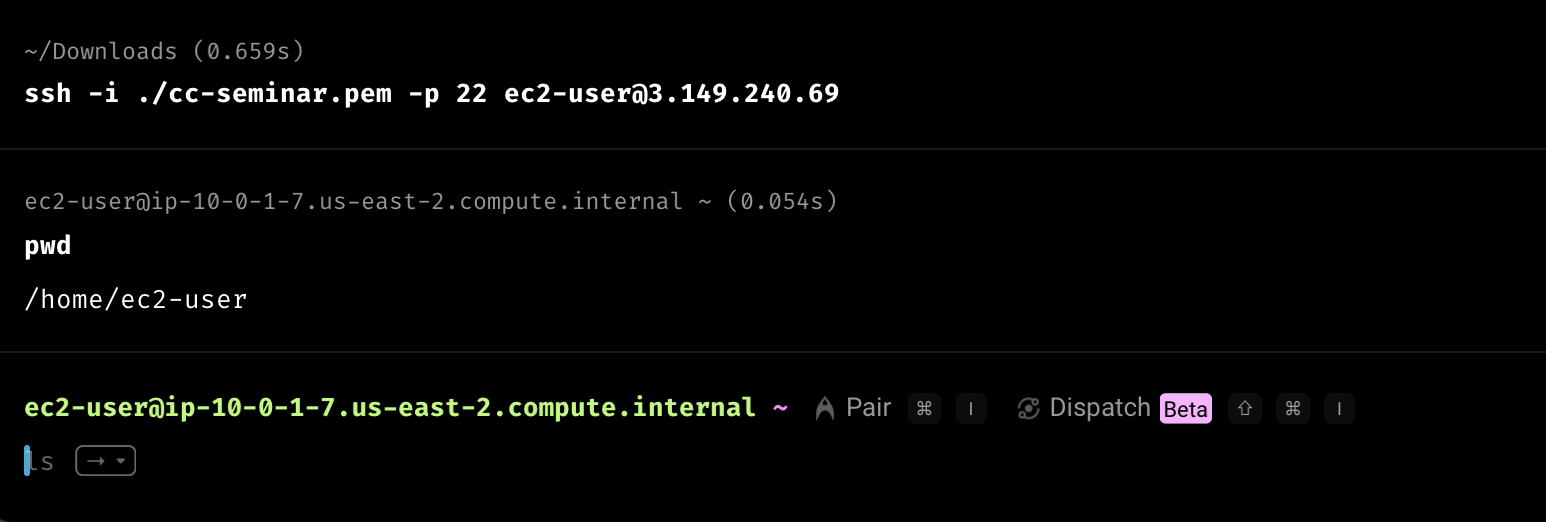 ~/Downloads (0.659s)
ssh -i ./cc-seminar.pem -p 22 ec2-user@3.149.240.69
ec2-user@ip-10-0-1-7.us-east-2.compute.internal ~ (0.054s)
pwd
/home/ec2-user
ec2-user@ip-10-0-1-7.us-east-2.compute.internal ~ Pair ⌘ I Dispatch Beta ⇧ ⌘ I
ls →